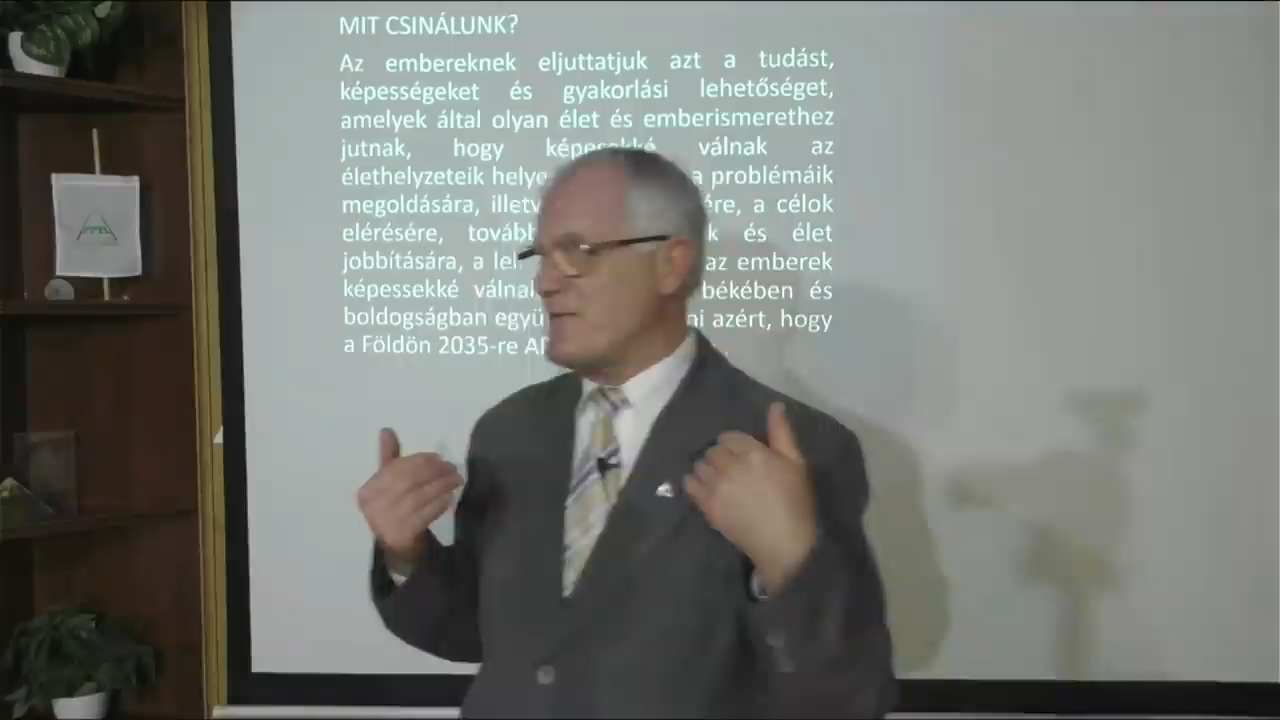 MIT CSINÁLUNK?
Az embereknek eljuttatjuk azt a tudást,
képességeket és gyakorlási lehetőséget,
amelyek által olyan élet és emberismerethez
jutnak, hogy képesekké válnak az
élethelyzeteik a problémáik
megoldására, a célok
elérésére, és élet
jobbítására, a az emberek
képessekké békében és
boldogságban azért, hogy
a Földön 2035-re